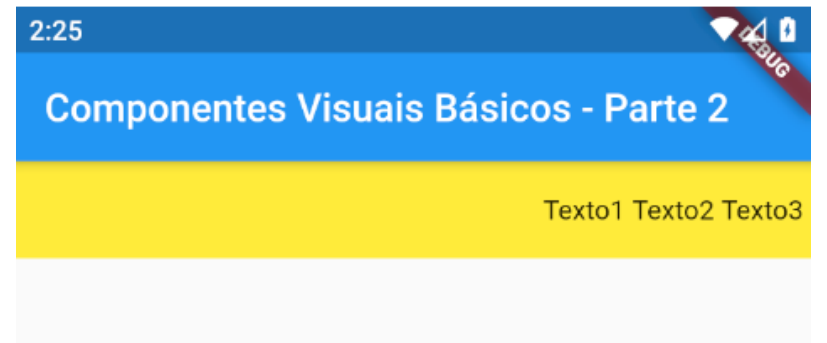 2:25
DEBUG
Componentes Visuais Básicos - Parte 2
Texto1 Texto2 Texto3